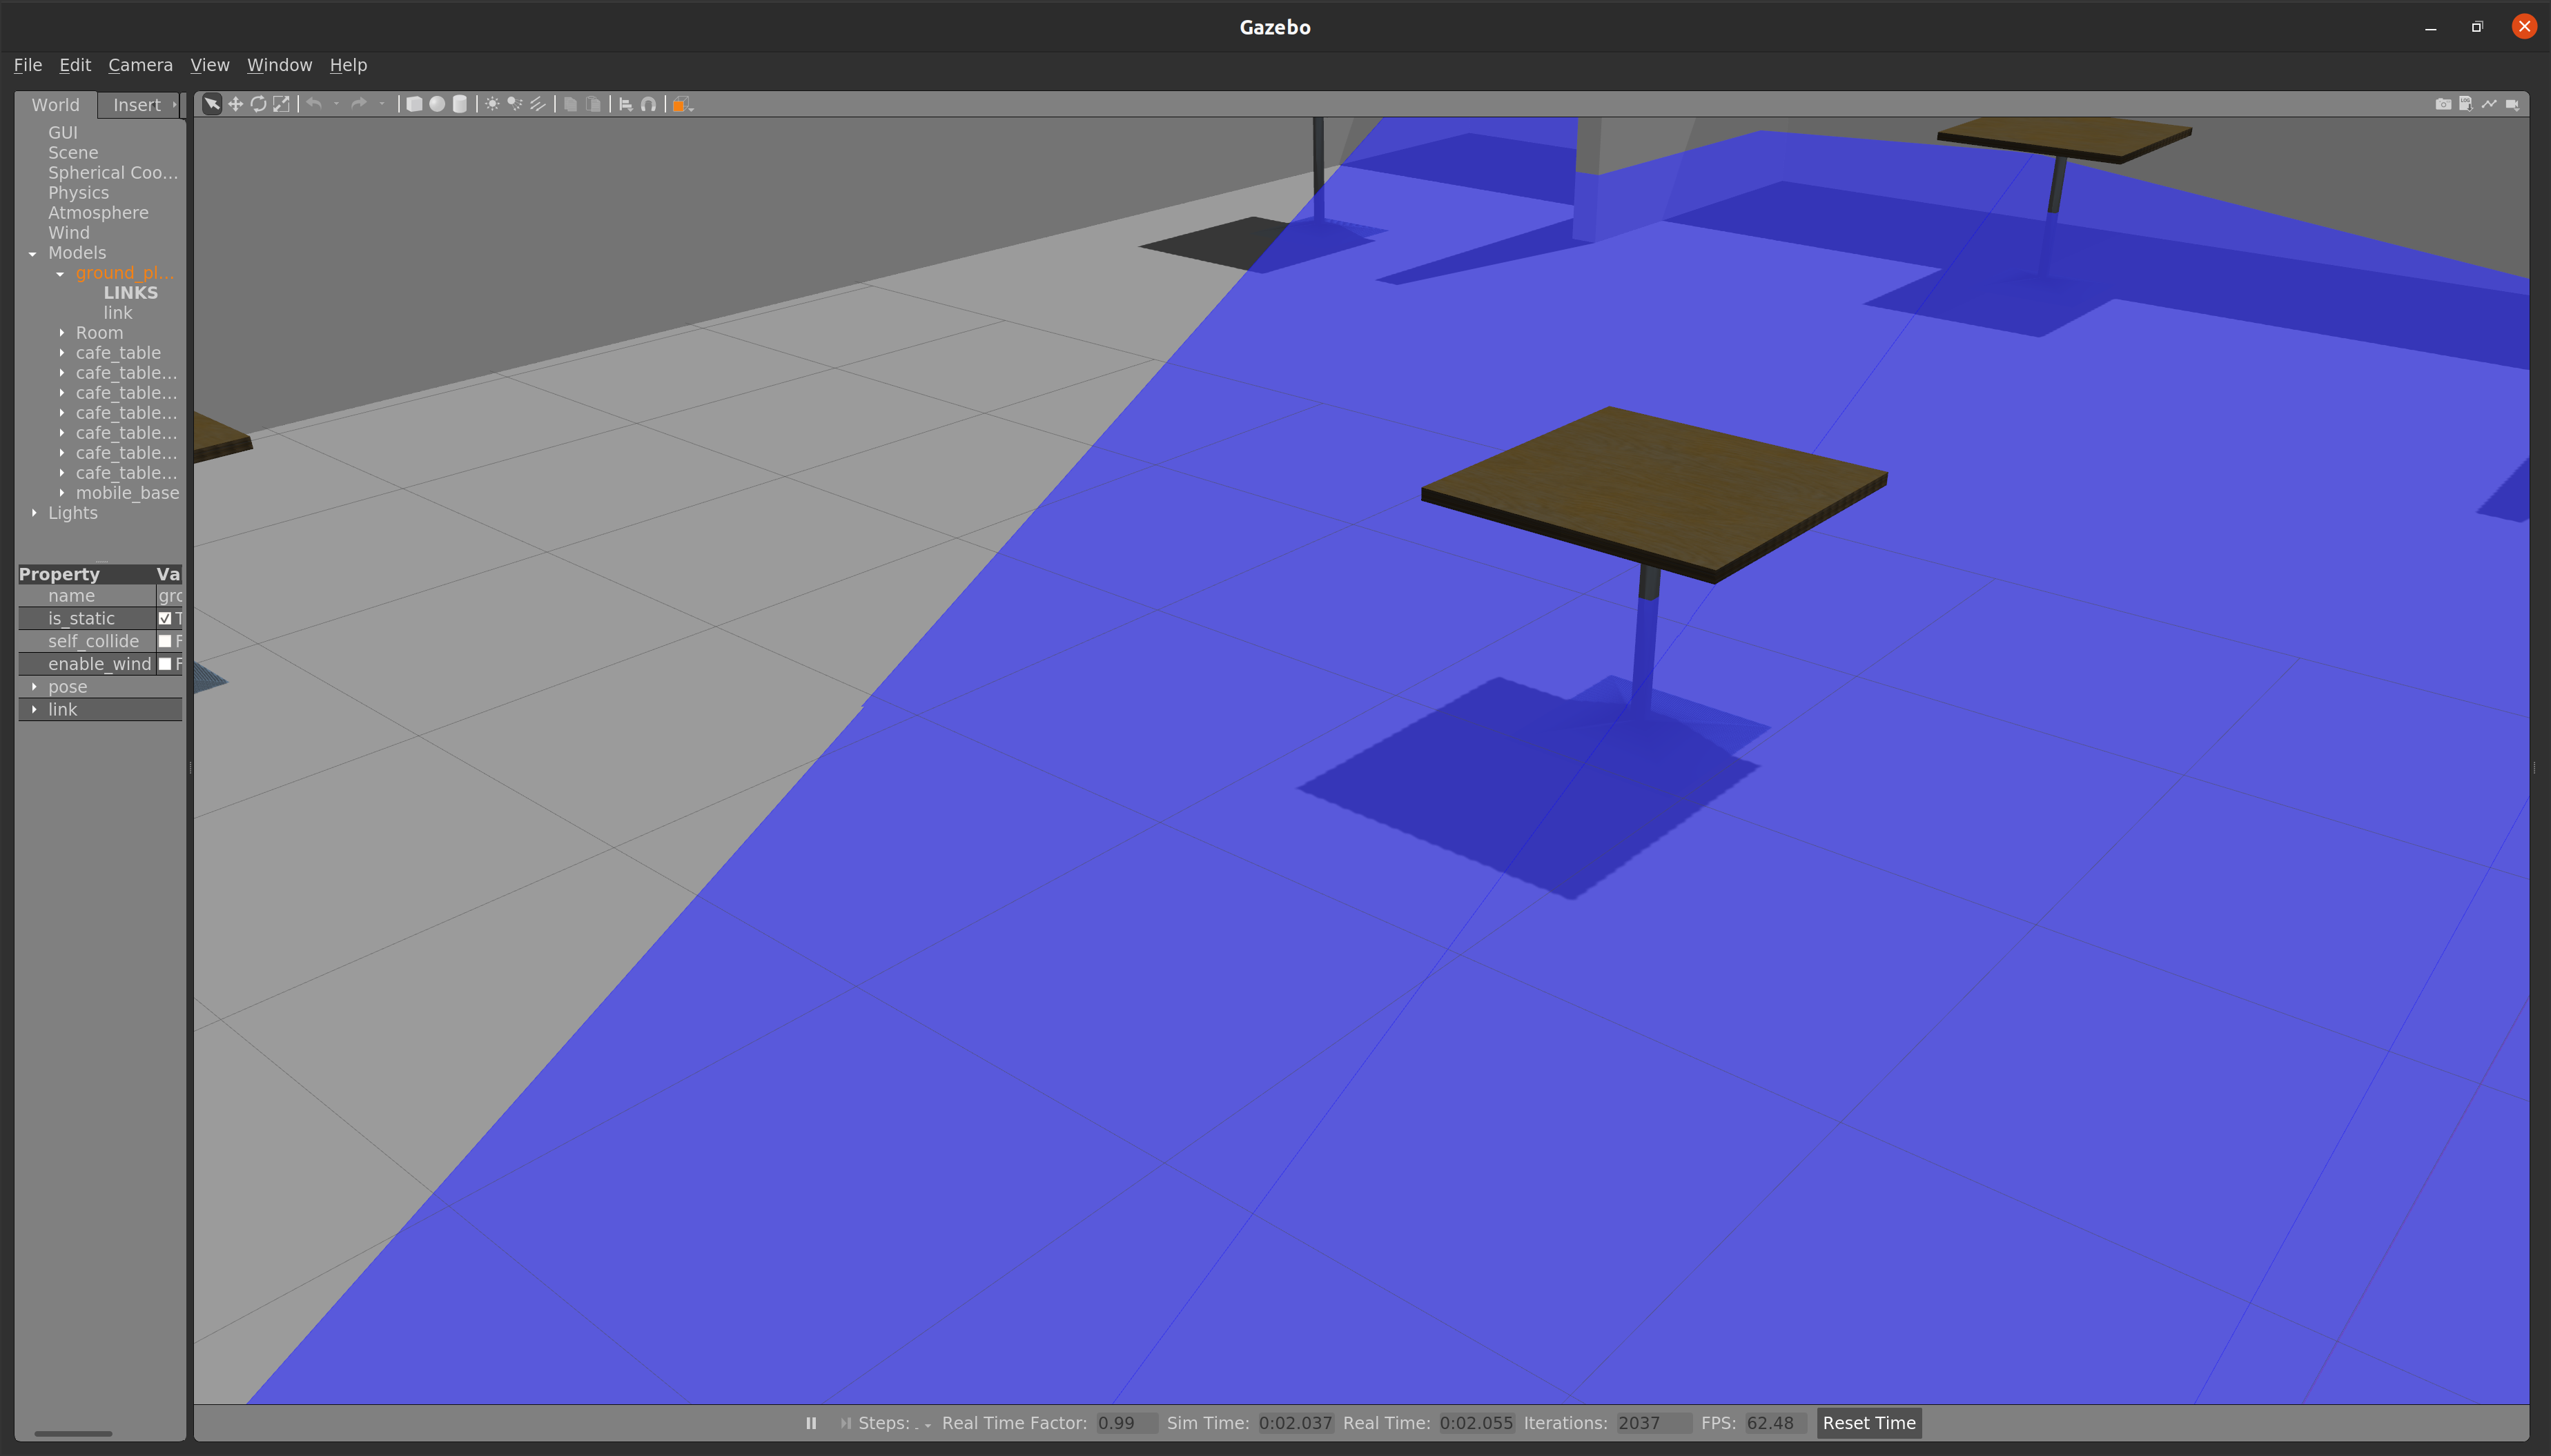 Gazebo
File Edit Camera View Window Help
World Insert
GUI
Scene
Spherical Coo...
Physics
Atmosphere
Wind
Models
ground_pl...
LINKS
link
Room
cafe_table
cafe_table...
cafe_table...
cafe_table...
cafe_table...
cafe_table...
cafe_table...
mobile_base
Lights
Property Va
name grc
is_static T
self_collide F
enable_wind F
pose
link
Steps: Real Time Factor: 0.99 Sim Time: 0:02.037 Real Time: 0:02.055 Iterations: 2037 FPS: 62.48 Reset Time